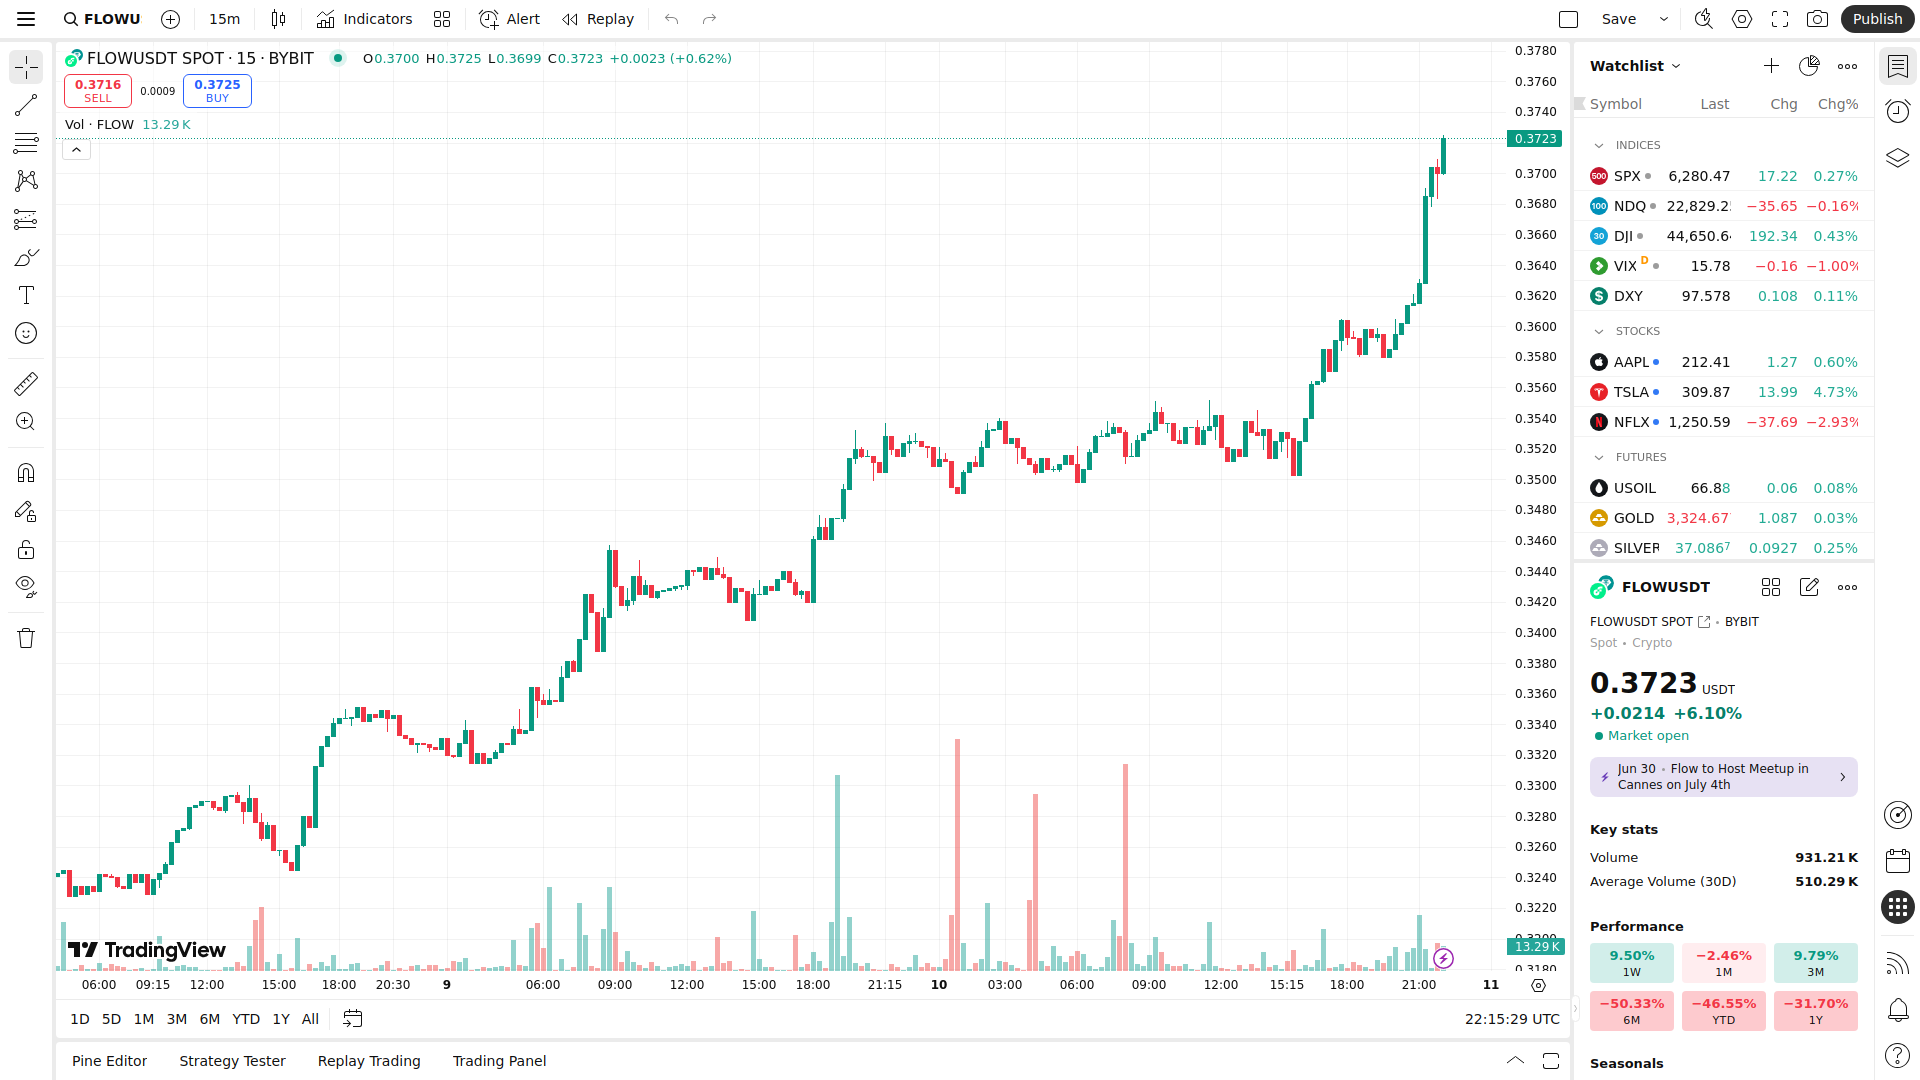 FLOWU
15m
Indicators
Alert
Replay
Save
Publish
FLOWUSDT SPOT · 15 · BYBIT
O0.3700 H0.3725 L0.3699 C0.3723 +0.0023 (+0.62%)
0.3716
SELL
0.0009
0.3725
BUY
Vol · FLOW 13.29 K
0.3780
0.3760
0.3740
0.3723
0.3700
0.3680
0.3660
0.3640
0.3620
0.3600
0.3580
0.3560
0.3540
0.3520
0.3500
0.3480
0.3460
0.3440
0.3420
0.3400
0.3380
0.3360
0.3340
0.3320
0.3300
0.3280
0.3260
0.3240
0.3220
13.29 K
0.3180
TradingView
06:00 09:15 12:00 15:00 18:00 20:30 9 06:00 09:00 12:00 15:00 18:00 21:15 10 03:00 06:00 09:00 12:00 15:15 18:00 21:00 11
1D 5D 1M 3M 6M YTD 1Y All
22:15:29 UTC
Pine Editor Strategy Tester Replay Trading Trading Panel
Watchlist
Symbol Last Chg Chg%
INDICES
500 SPX 6,280.47 17.22 0.27%
100 NDQ 22,829.2 −35.65 −0.16%
30 DJI 44,650.6 192.34 0.43%
VIX D 15.78 −0.16 −1.00%
DXY 97.578 0.108 0.11%
STOCKS
AAPL 212.41 1.27 0.60%
TSLA 309.87 13.99 4.73%
NFLX 1,250.59 −37.69 −2.93%
FUTURES
USOIL 66.88 0.06 0.08%
GOLD 3,324.67 1.087 0.03%
SILVER 37.0867 0.0927 0.25%
FLOWUSDT
FLOWUSDT SPOT • BYBIT
Spot • Crypto
0.3723 USDT
+0.0214 +6.10%
Market open
Jun 30 • Flow to Host Meetup in
Cannes on July 4th
Key stats
Volume 931.21 K
Average Volume (30D) 510.29 K
Performance
9.50% −2.46% 9.79%
1W 1M 3M
−50.33% −46.55% −31.70%
6M YTD 1Y
Seasonals